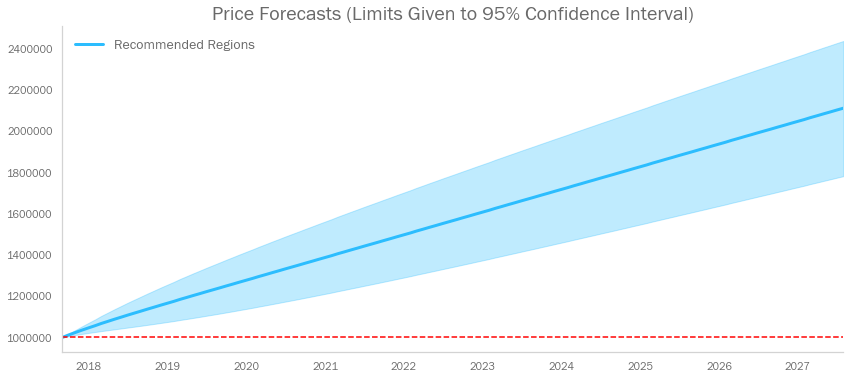 Price Forecasts (Limits Given to 95% Confidence Interval)
Recommended Regions
2400000
2200000
2000000
1800000
1600000
1400000
1200000
1000000
2018 2019 2020 2021 2022 2023 2024 2025 2026 2027